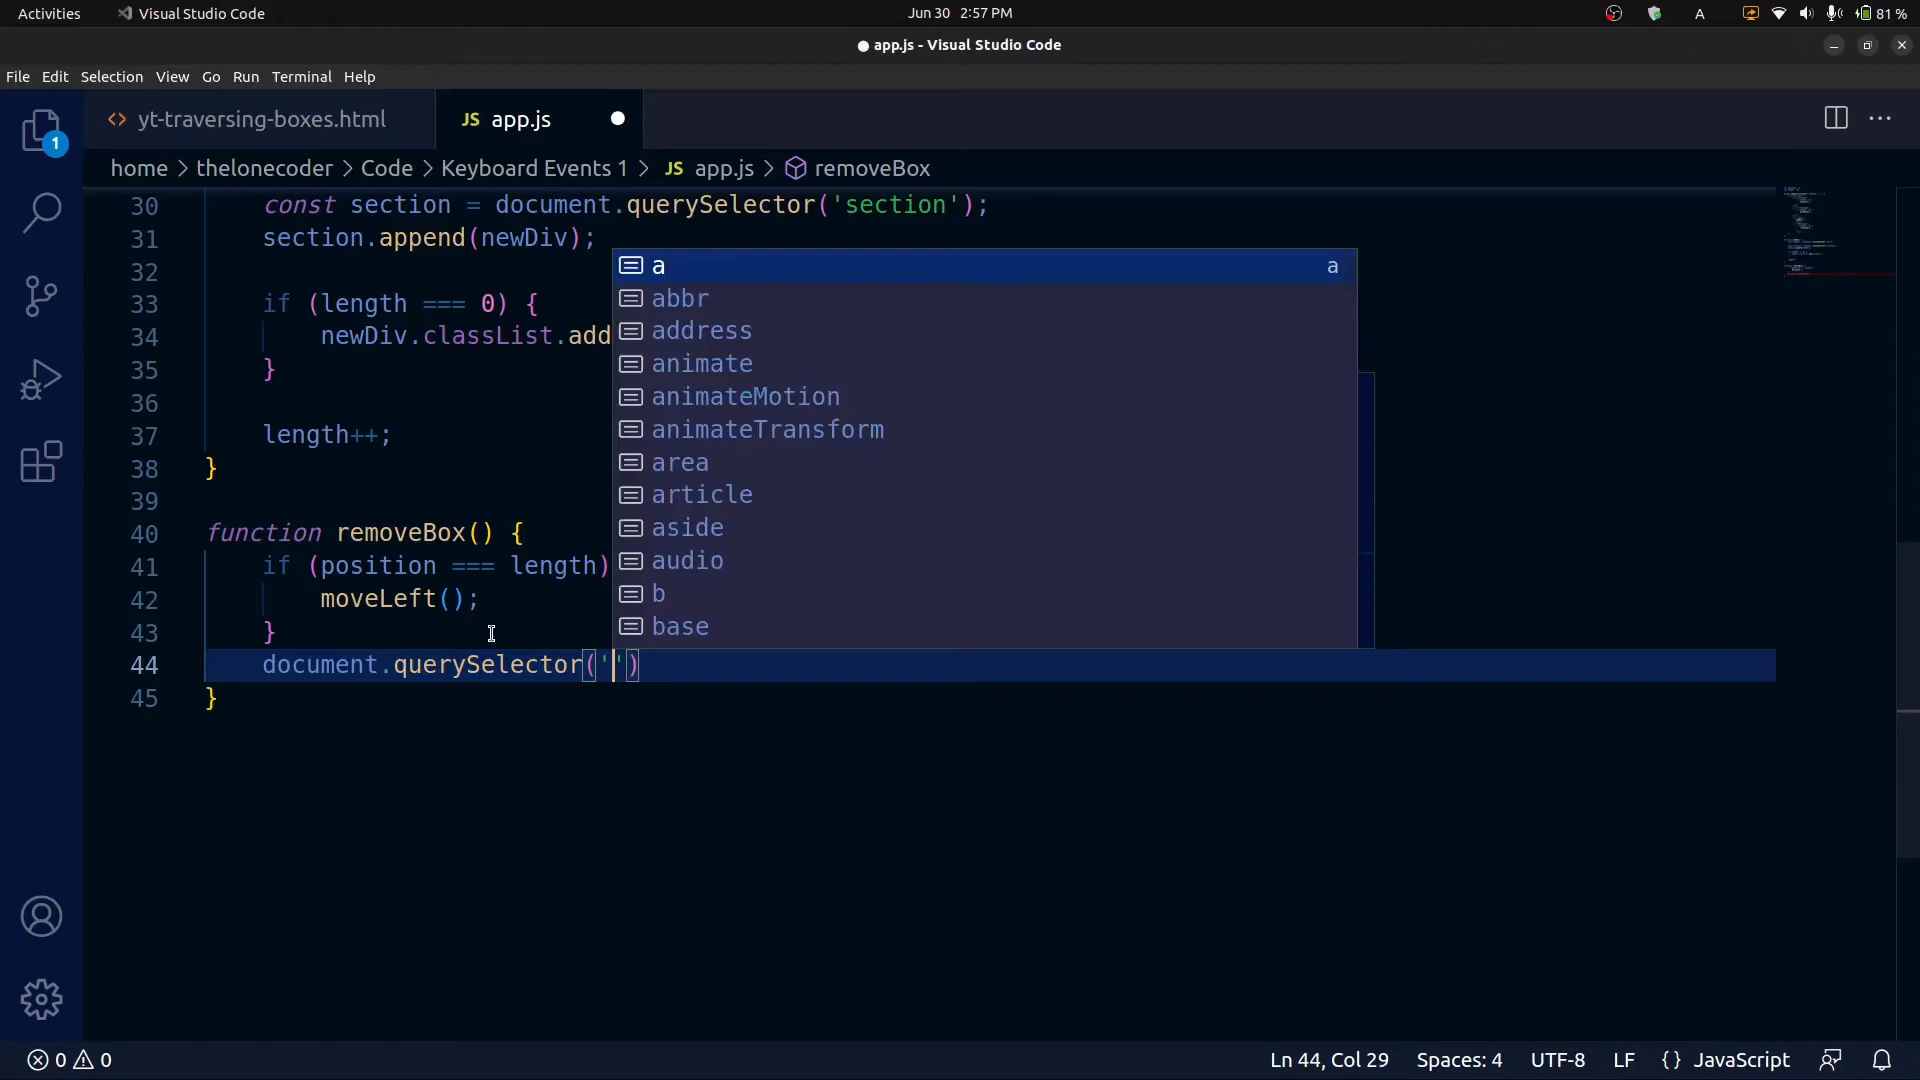 Activities Visual Studio Code Jun 30 2:57 PM A 81 %
app.js - Visual Studio Code
File Edit Selection View Go Run Terminal Help
1 <> yt-traversing-boxes.html JS app.js
home > thelonecoder > Code > Keyboard Events 1 > JS app.js > removeBox
30 const section = document.querySelector('section');
31 section.append(newDiv);
32
33 if (length === 0) {
34 newDiv.classList.add
35 }
36
37 length++;
38 }
39
40 function removeBox() {
41 if (position === length)
42 moveLeft();
43 }
44 document.querySelector('')
45 }
a a
abbr
address
animate
animateMotion
animateTransform
area
article
aside
audio
b
base
0 0 Ln 44, Col 29 Spaces: 4 UTF-8 LF {} JavaScript